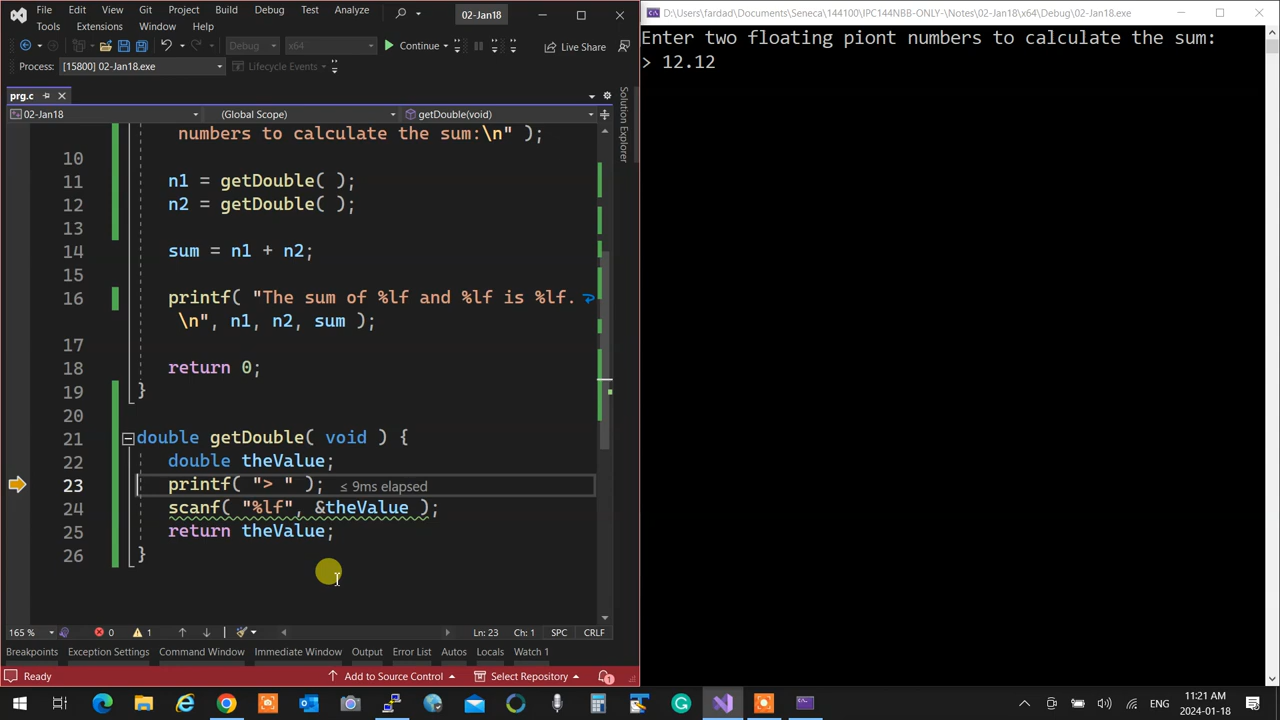 File Edit View Git Project Build Debug Test Analyze 02-Jan18
Tools Extensions Window Help
Debug x64 Continue Live Share
Process: [15800] 02-Jan18.exe Lifecycle Events
prg.c
02-Jan18 (Global Scope) getDouble(void)
numbers to calculate the sum:\n" );
10
11 n1 = getDouble( );
12 n2 = getDouble( );
13
14 sum = n1 + n2;
15
16 printf( "The sum of %lf and %lf is %lf.
\n", n1, n2, sum );
17
18 return 0;
19 }
20
21 double getDouble( void ) {
22 double theValue;
23 printf( "> " ); ≤ 9ms elapsed
24 scanf( "%lf", &theValue );
25 return theValue;
26 }
165 % 0 1 Ln: 23 Ch: 1 SPC CRLF
Breakpoints Exception Settings Command Window Immediate Window Output Error List Autos Locals Watch 1
Ready Add to Source Control Select Repository 1
Solution Explorer
D:\Users\fardad\Documents\Seneca\144100\IPC144NBB-ONLY-\Notes\02-Jan18\x64\Debug\02-Jan18.exe
Enter two floating piont numbers to calculate the sum:
> 12.12
ENG
11:21 AM
2024-01-18